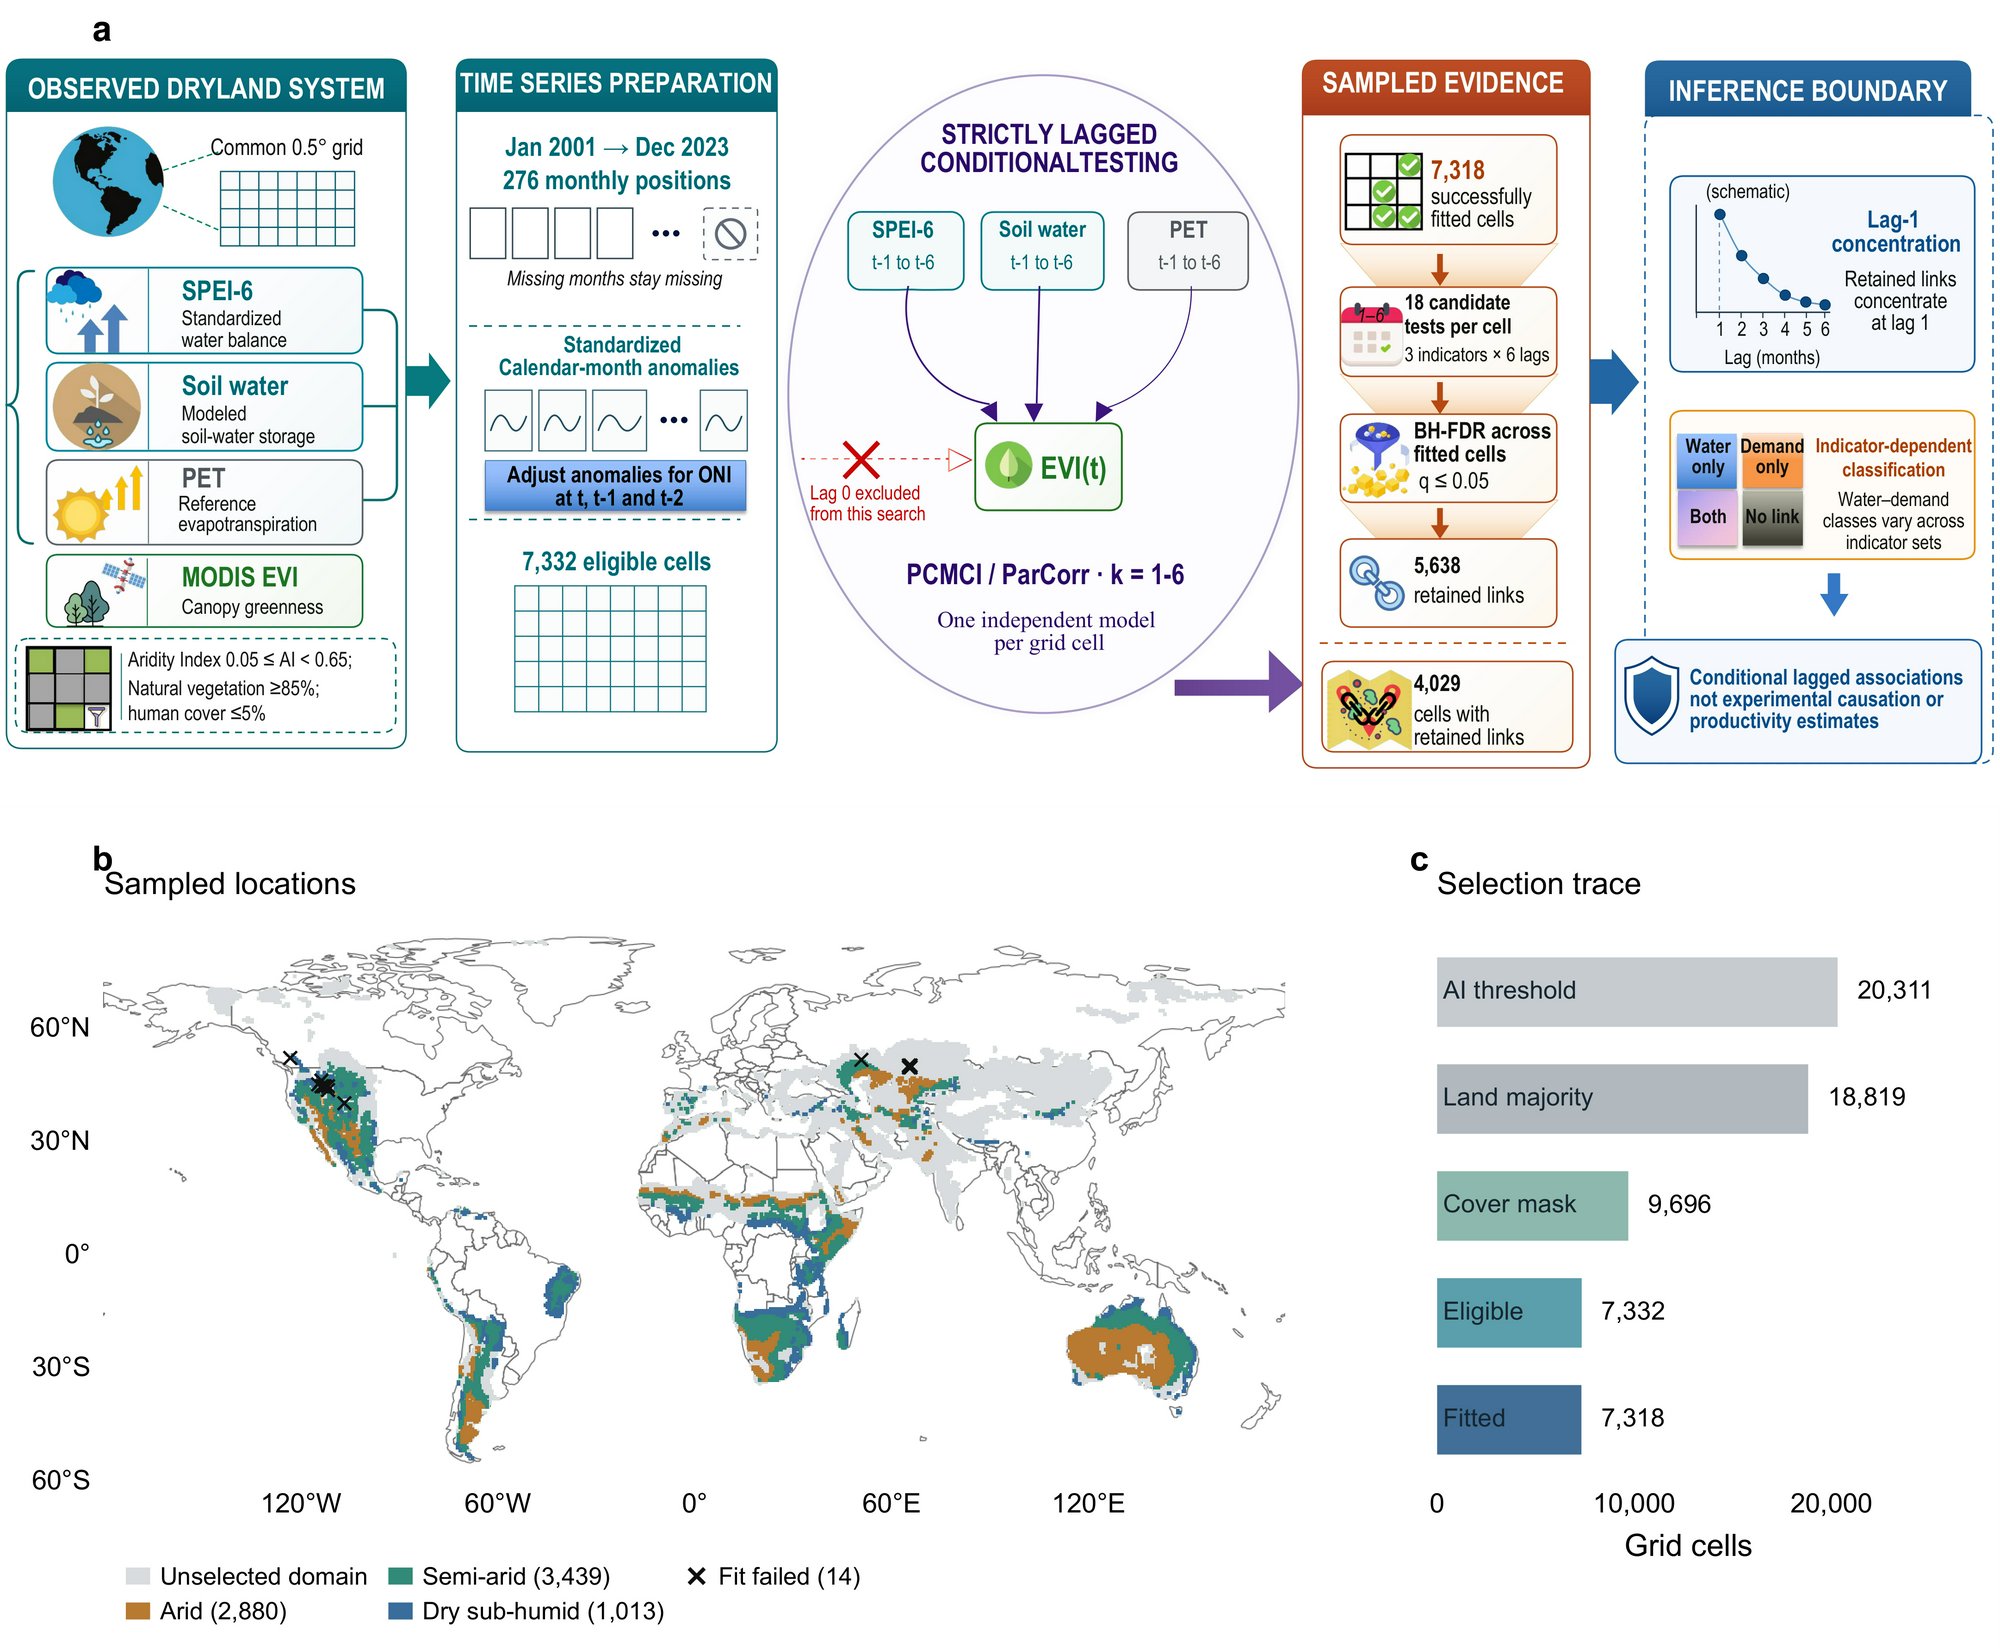 a
OBSERVED DRYLAND SYSTEM
Common 0.5° grid
SPEI-6
Standardized
water balance
Soil water
Modeled
soil-water storage
PET
Reference
evapotranspiration
MODIS EVI
Canopy greenness
Aridity Index 0.05 ≤ AI < 0.65;
Natural vegetation ≥85%;
human cover ≤5%
TIME SERIES PREPARATION
Jan 2001 → Dec 2023
276 monthly positions
•••
Missing months stay missing
Standardized
Calendar-month anomalies
•••
Adjust anomalies for ONI
at t, t-1 and t-2
7,332 eligible cells
STRICTLY LAGGED
CONDITIONALTESTING
SPEI-6
t-1 to t-6
Soil water
t-1 to t-6
PET
t-1 to t-6
EVI(t)
Lag 0 excluded
from this search
PCMCI / ParCorr · k = 1-6
One independent model
per grid cell
SAMPLED EVIDENCE
7,318
successfully
fitted cells
1–6
18 candidate
tests per cell
3 indicators × 6 lags
BH-FDR across
fitted cells
q ≤ 0.05
5,638
retained links
4,029
cells with
retained links
INFERENCE BOUNDARY
(schematic)
1 2 3 4 5 6
Lag (months)
Lag-1
concentration
Retained links
concentrate
at lag 1
Water
only
Demand
only
Both
No link
Indicator-dependent
classification
Water–demand
classes vary across
indicator sets
Conditional lagged associations
not experimental causation or
productivity estimates
b
Sampled locations
60°N
30°N
0°
30°S
60°S
120°W 60°W 0° 60°E 120°E
Unselected domain
Semi-arid (3,439)
Fit failed (14)
Arid (2,880)
Dry sub-humid (1,013)
c
Selection trace
AI threshold 20,311
Land majority 18,819
Cover mask 9,696
Eligible 7,332
Fitted 7,318
0 10,000 20,000
Grid cells